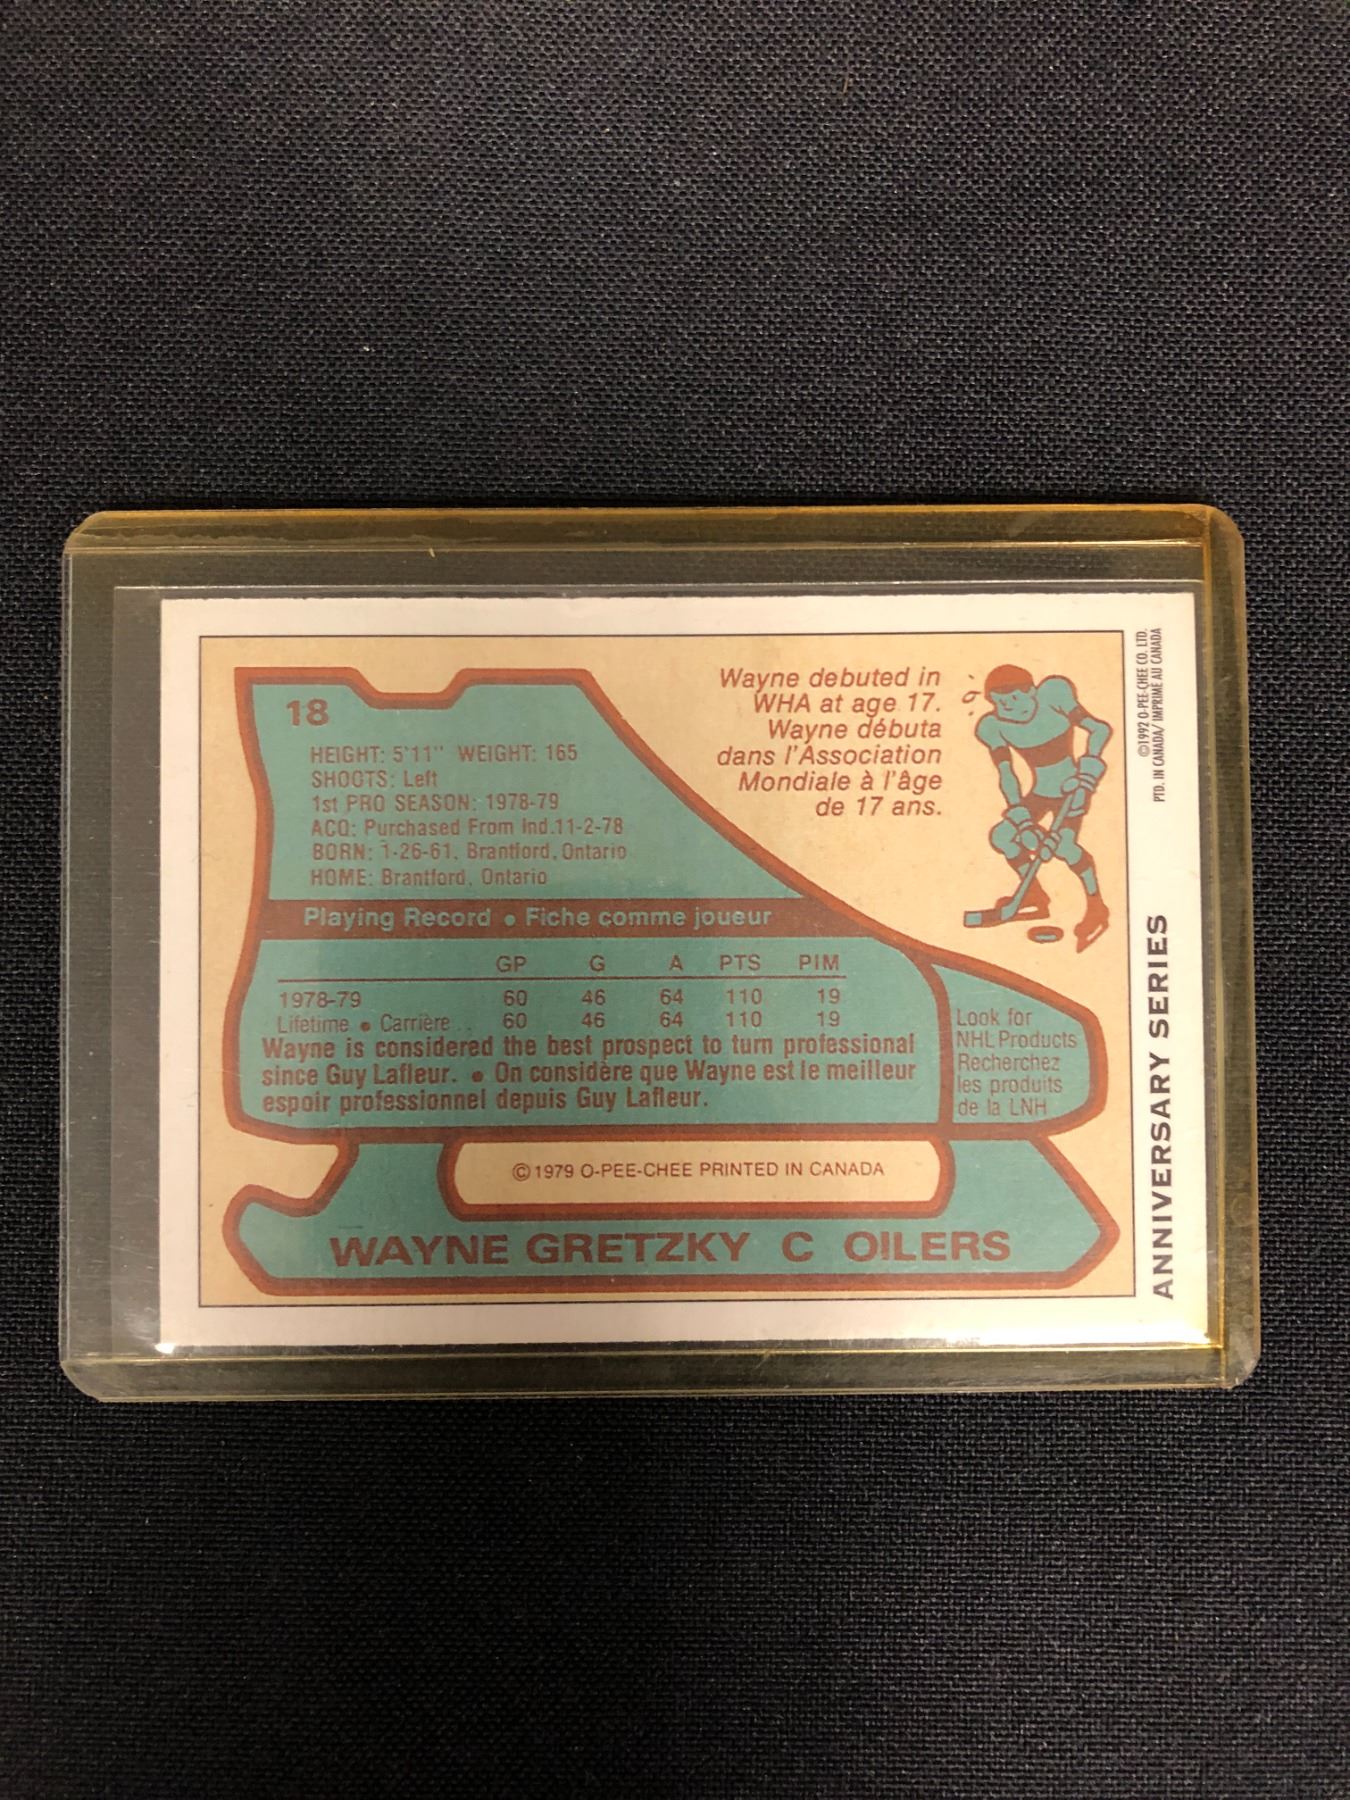 18
HEIGHT: 5'11" WEIGHT: 165
SHOOTS: Left
1st PRO SEASON: 1978-79
ACQ: Purchased From Ind.11-2-78
BORN: 1-26-61, Brantford, Ontario
HOME: Brantford, Ontario
Wayne debuted in
WHA at age 17.
Wayne débuta
dans l'Association
Mondiale à l'âge
de 17 ans.
Playing Record • Fiche comme joueur
GP G A PTS PIM
1978-79 60 46 64 110 19
Lifetime • Carrière .. 60 46 64 110 19
Wayne is considered the best prospect to turn professional
since Guy Lafleur. • On considère que Wayne est le meilleur
espoir professionnel depuis Guy Lafleur.
Look for
NHL Products
Recherchez
les produits
de la LNH
© 1979 O-PEE-CHEE PRINTED IN CANADA
WAYNE GRETZKY C OILERS
©1992 O-PEE-CHEE CO. LTD.
PTD. IN CANADA/ IMPRIMÉ AU CANADA
ANNIVERSARY SERIES